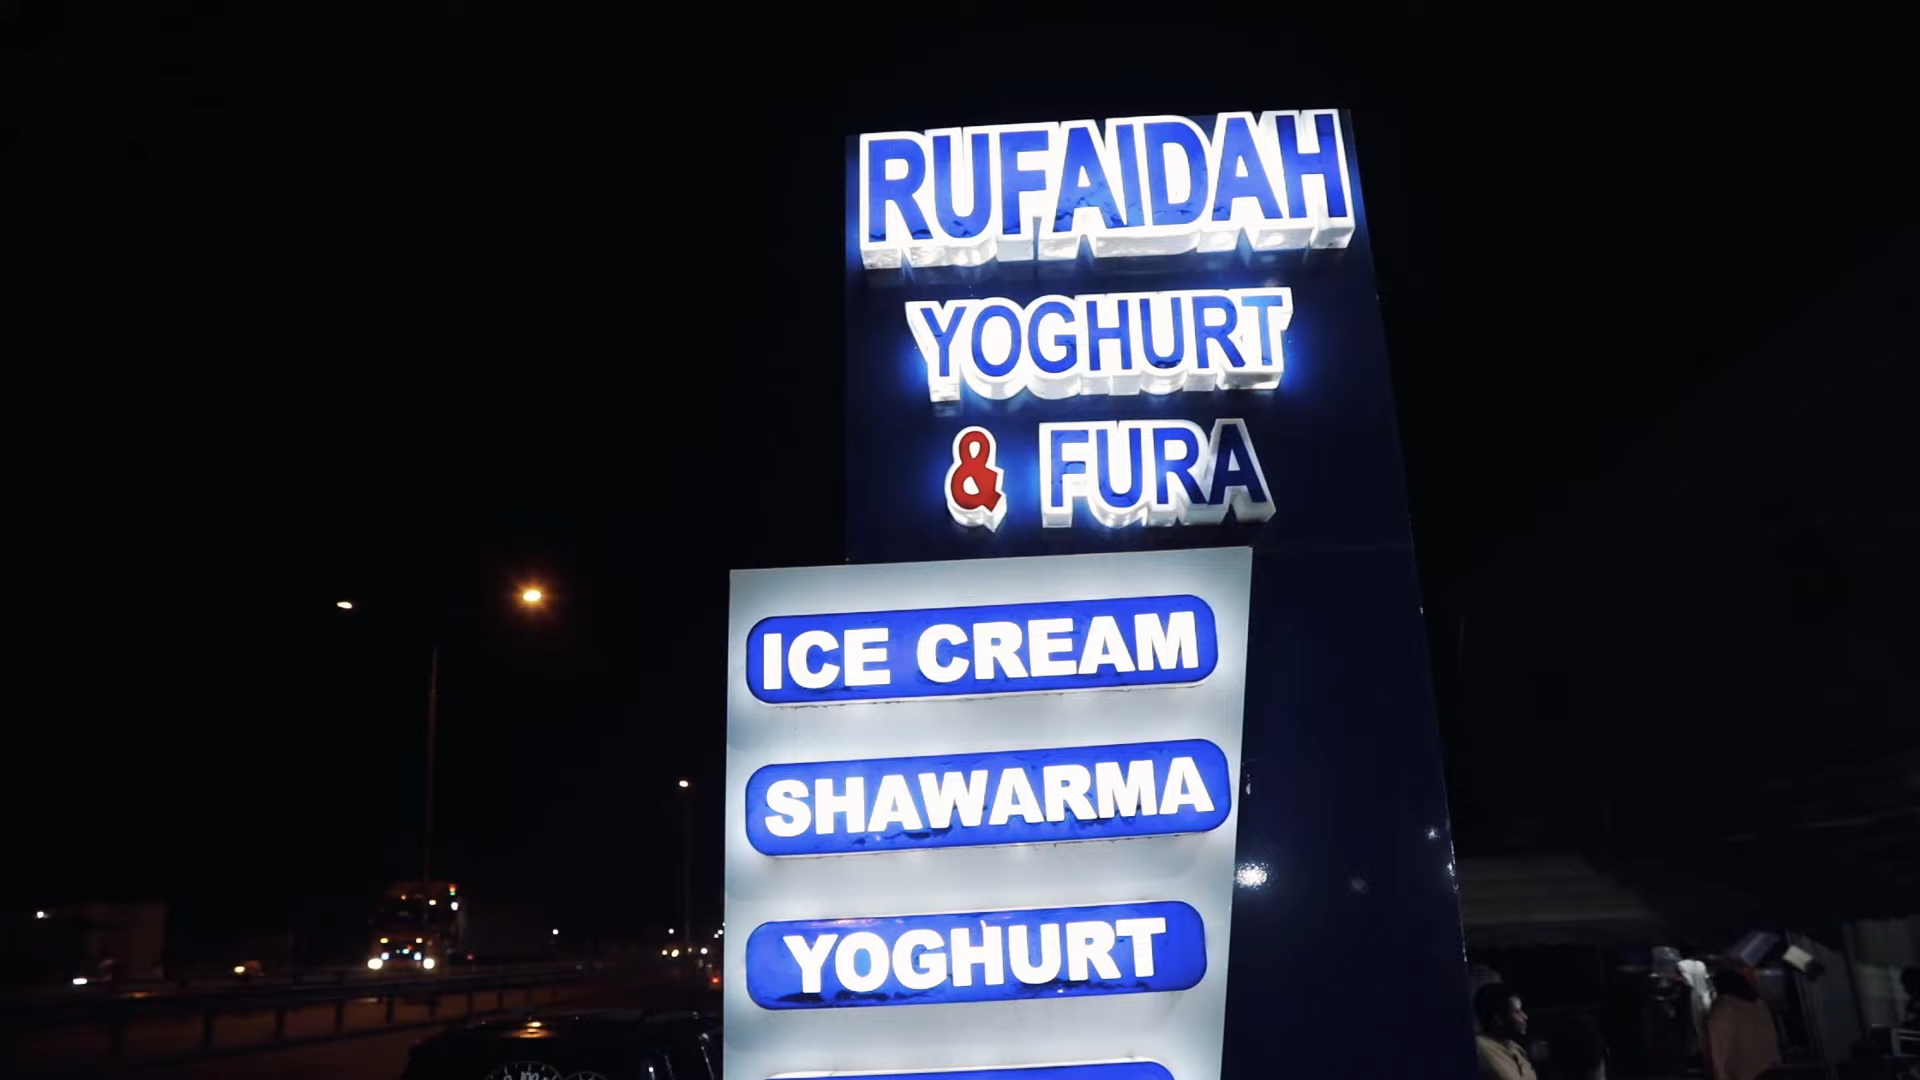 RUFAIDAH
YOGHURT
& FURA
ICE CREAM
SHAWARMA
YOGHURT